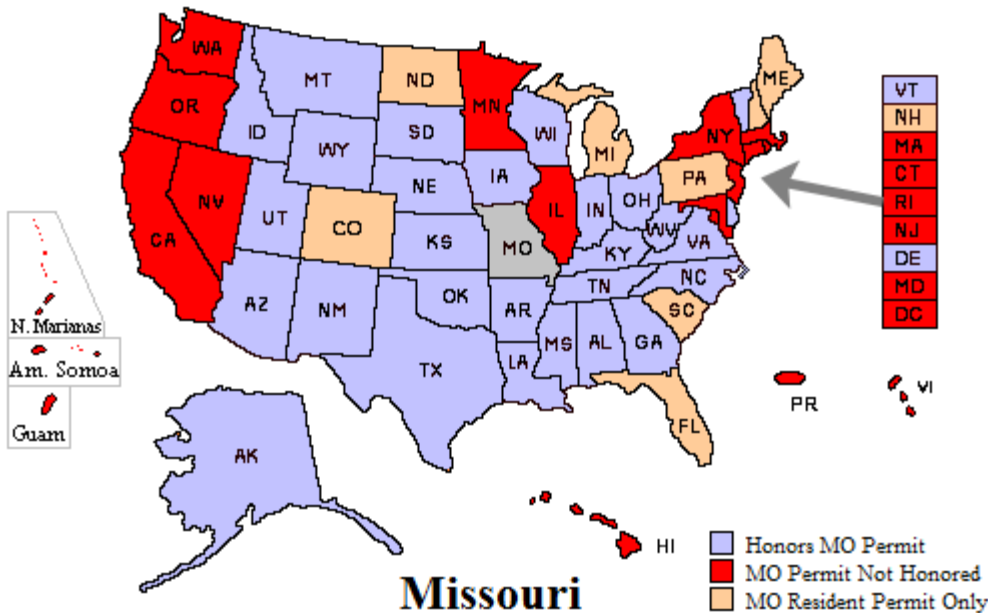 WA
MT
ND
MN
ME
VT
NH
MA
CT
RI
NJ
DE
MD
DC
OR
ID
WY
SD
WI
MI
NY
PA
NV
UT
CO
NE
IA
IL
IN
OH
WV
VA
CA
KS
MO
KY
NC
AZ
NM
OK
AR
TN
SC
TX
LA
MS
AL
GA
FL
N. Marianas
Am. Somoa
Guam
PR
VI
AK
HI
Honors MO Permit
MO Permit Not Honored
MO Resident Permit Only
Missouri